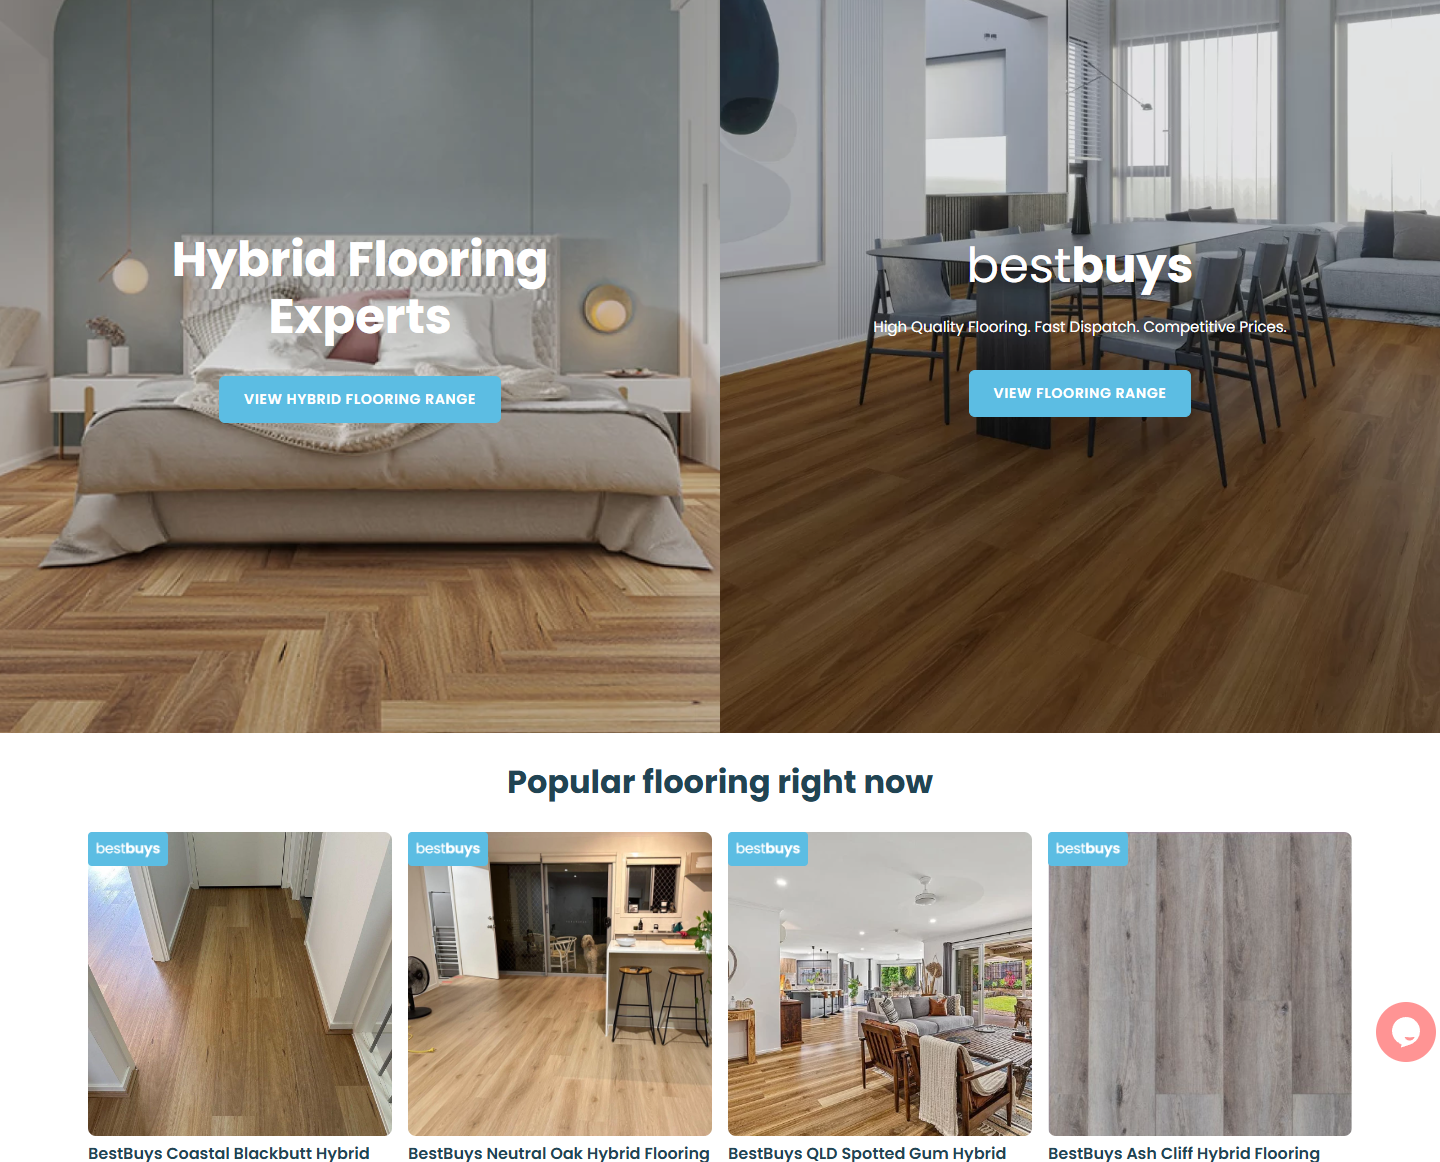 Hybrid Flooring
Experts
VIEW HYBRID FLOORING RANGE
bestbuys
High Quality Flooring. Fast Dispatch. Competitive Prices.
VIEW FLOORING RANGE
Popular flooring right now
bestbuys
bestbuys
bestbuys
bestbuys
BestBuys Coastal Blackbutt Hybrid
BestBuys Neutral Oak Hybrid Flooring
BestBuys QLD Spotted Gum Hybrid
BestBuys Ash Cliff Hybrid Flooring